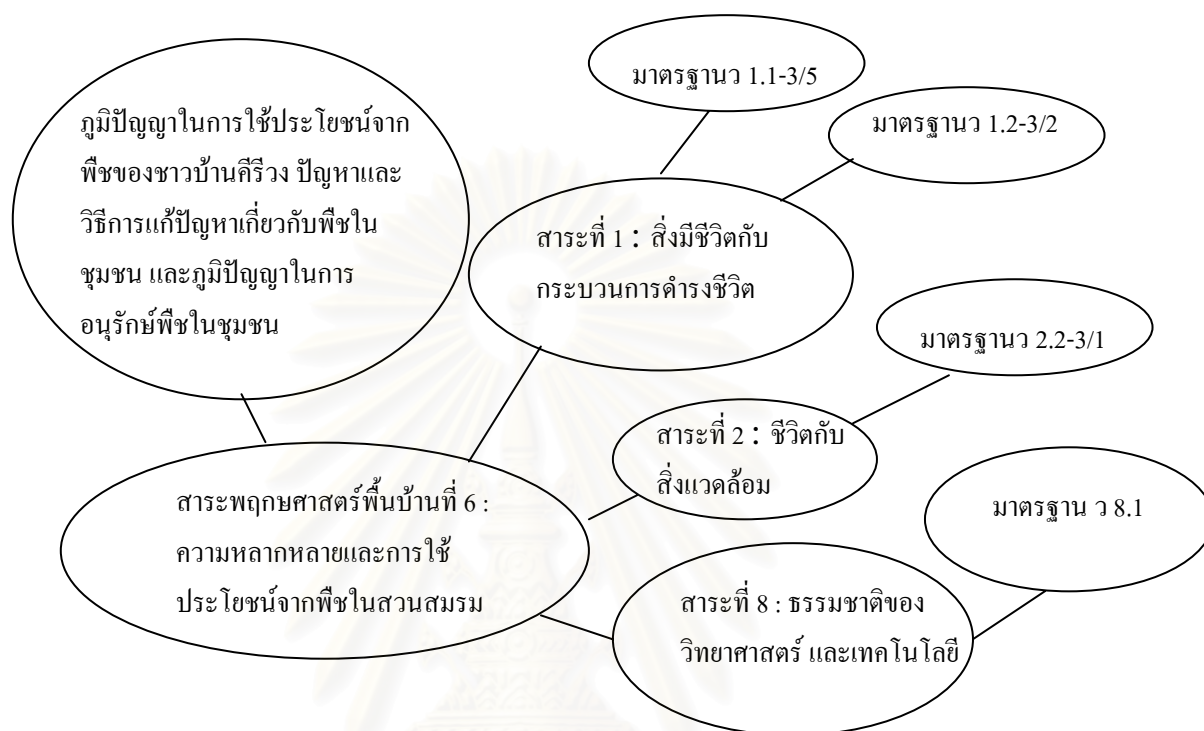 ภูมิปัญญาในการใช้ประโยชน์จาก
พืชของชาวบ้านคีรีวง ปัญหาและ
วิธีการแก้ปัญหาเกี่ยวกับพืชใน
ชุมชน และภูมิปัญญาในการ
อนุรักษ์พืชในชุมชน
มาตรฐานว 1.1-3/5
มาตรฐานว 1.2-3/2
สาระที่ 1 : สิ่งมีชีวิตกับ
กระบวนการดำรงชีวิต
มาตรฐานว 2.2-3/1
สาระที่ 2 : ชีวิตกับ
สิ่งแวดล้อม
สาระพฤกษศาสตร์พื้นบ้านที่ 6 :
ความหลากหลายและการใช้
ประโยชน์จากพืชในสวนสมรม
มาตรฐาน ว 8.1
สาระที่ 8 : ธรรมชาติของ
วิทยาศาสตร์ และเทคโนโลยี